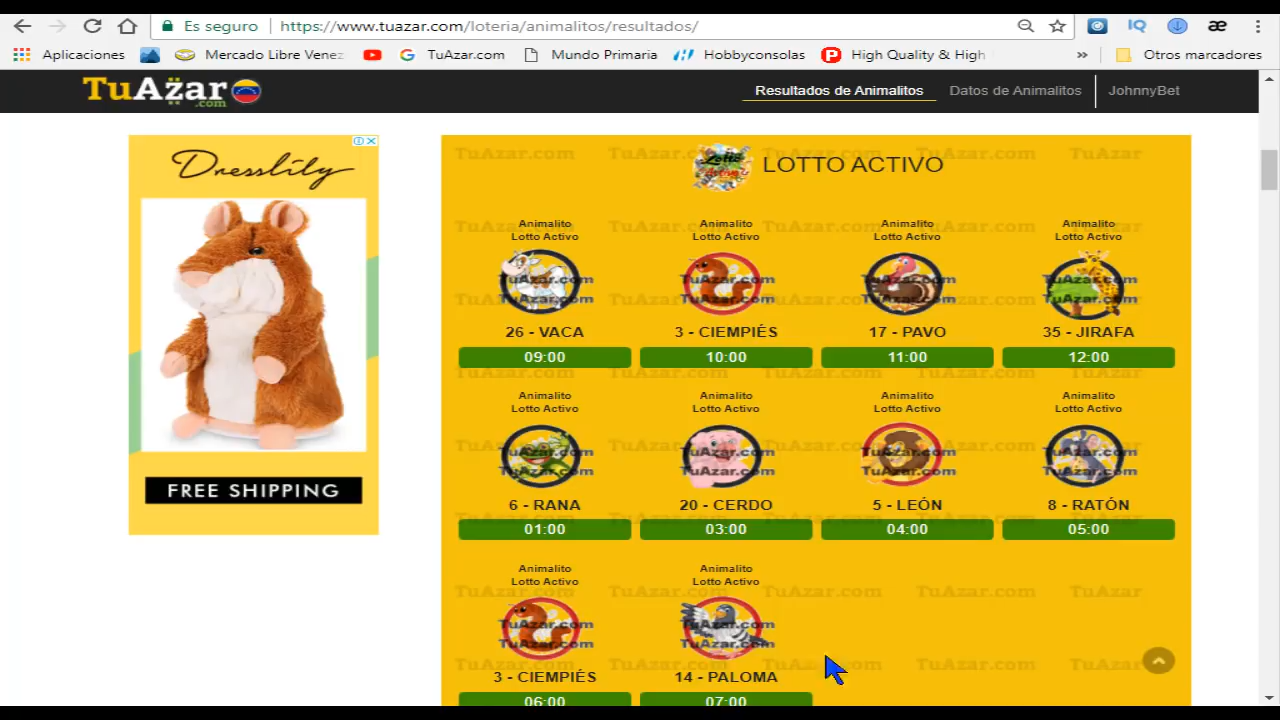 Es seguro https://www.tuazar.com/loteria/animalitos/resultados/
IQ æ
Aplicaciones Mercado Libre Venez G TuAzar.com Mundo Primaria Hobbyconsolas High Quality & High » Otros marcadores
TuAzar.com Resultados de Animalitos Datos de Animalitos JohnnyBet
Dresslily
FREE SHIPPING
LOTTO ACTIVO
Animalito Animalito Animalito Animalito
Lotto Activo Lotto Activo Lotto Activo Lotto Activo
26 - VACA 3 - CIEMPIÉS 17 - PAVO 35 - JIRAFA
09:00 10:00 11:00 12:00
Animalito Animalito Animalito Animalito
Lotto Activo Lotto Activo Lotto Activo Lotto Activo
6 - RANA 20 - CERDO 5 - LEÓN 8 - RATÓN
01:00 03:00 04:00 05:00
Animalito Animalito
Lotto Activo Lotto Activo
3 - CIEMPIÉS 14 - PALOMA
06:00 07:00